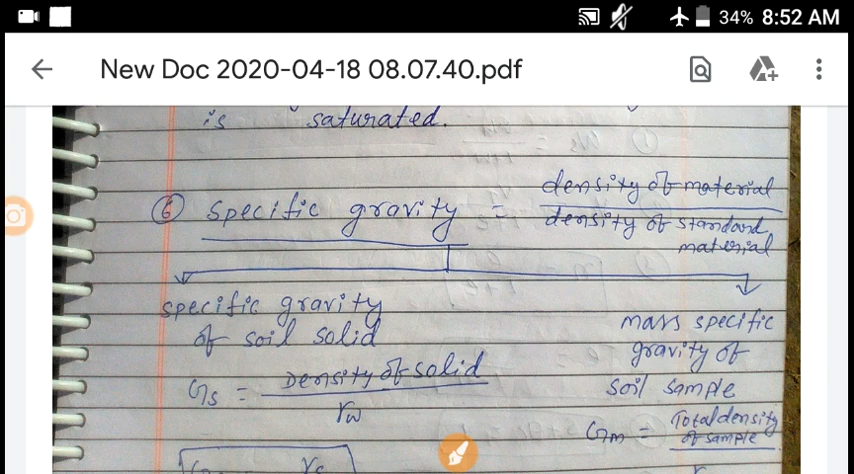 34% 8:52 AM
New Doc 2020-04-18 08.07.40.pdf
is saturated.
⑥ specific gravity = density of material
density of standard
material
specific gravity
of soil solid
Gs = Density of solid
γw
mass specific
gravity of
soil sample
Gm = Total density
of sample
γs